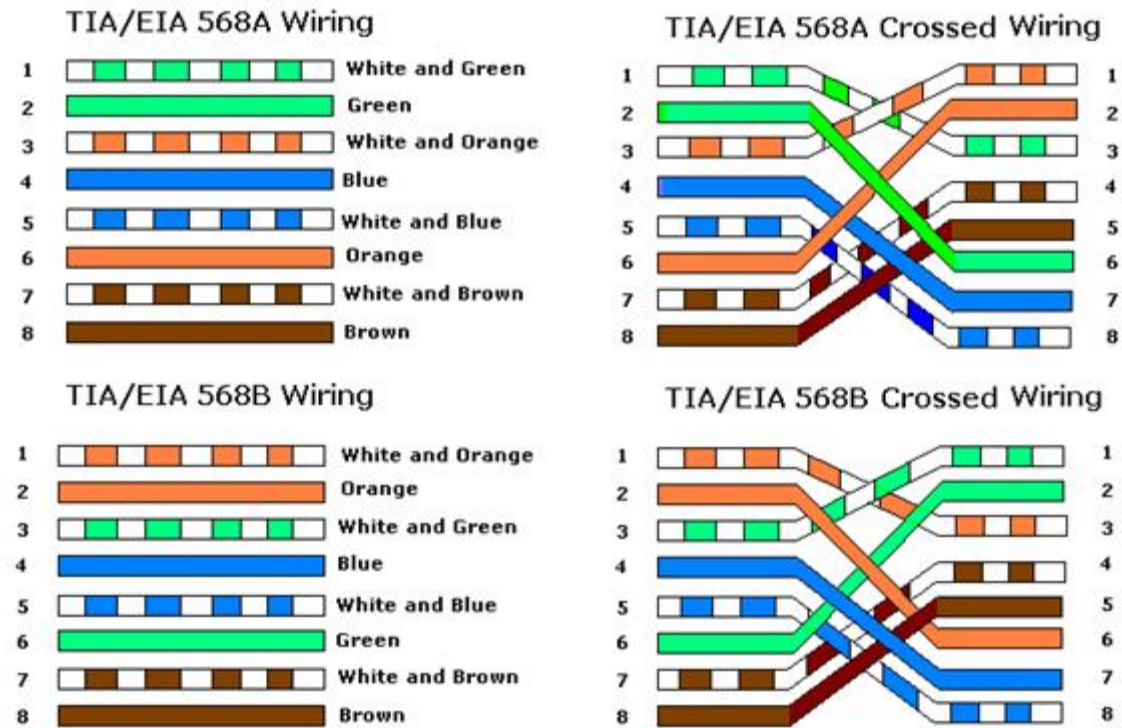 TIA/EIA 568A Wiring
1 White and Green
2 Green
3 White and Orange
4 Blue
5 White and Blue
6 Orange
7 White and Brown
8 Brown
TIA/EIA 568A Crossed Wiring
1 1
2 2
3 3
4 4
5 5
6 6
7 7
8 8
TIA/EIA 568B Wiring
1 White and Orange
2 Orange
3 White and Green
4 Blue
5 White and Blue
6 Green
7 White and Brown
8 Brown
TIA/EIA 568B Crossed Wiring
1 1
2 2
3 3
4 4
5 5
6 6
7 7
8 8